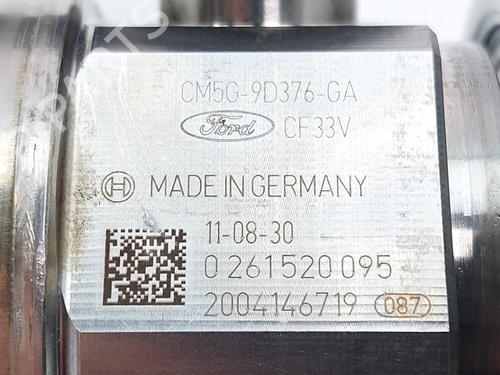 CM5G-9D376-GA
Ford CF33V
MADE IN GERMANY
11-08-30
0 261 520 095
2004146719 087